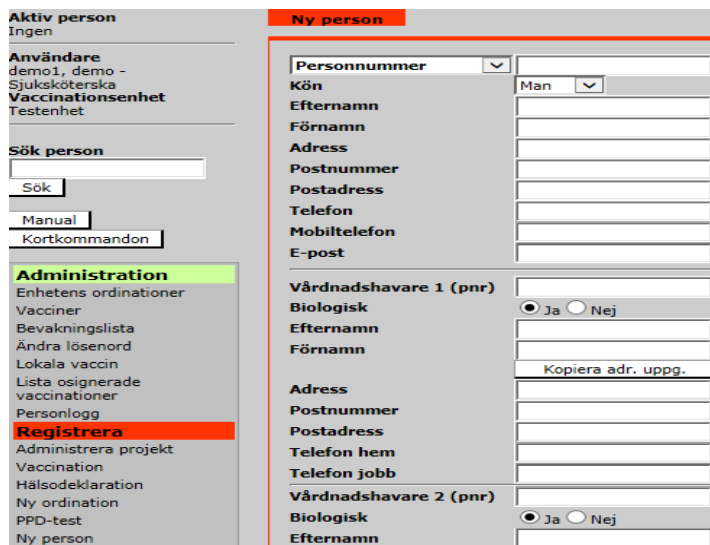 Aktiv person
Ingen
Användare
demo1, demo -
Sjuksköterska
Vaccinationsenhet
Testenhet
Sök person
Sök
Manual
Kortkommandon
Administration
Enhetens ordinationer
Vacciner
Bevakningslista
Ändra lösenord
Lokala vaccin
Lista osignerade
vaccinationer
Personlogg
Registrera
Administrera projekt
Vaccination
Hälsodeklaration
Ny ordination
PPD-test
Ny person
Ny person
Personnummer
Kön Man
Efternamn
Förnamn
Adress
Postnummer
Postadress
Telefon
Mobiltelefon
E-post
Vårdnadshavare 1 (pnr)
Biologisk Ja Nej
Efternamn
Förnamn
Kopiera adr. uppg.
Adress
Postnummer
Postadress
Telefon hem
Telefon jobb
Vårdnadshavare 2 (pnr)
Biologisk Ja Nej
Efternamn